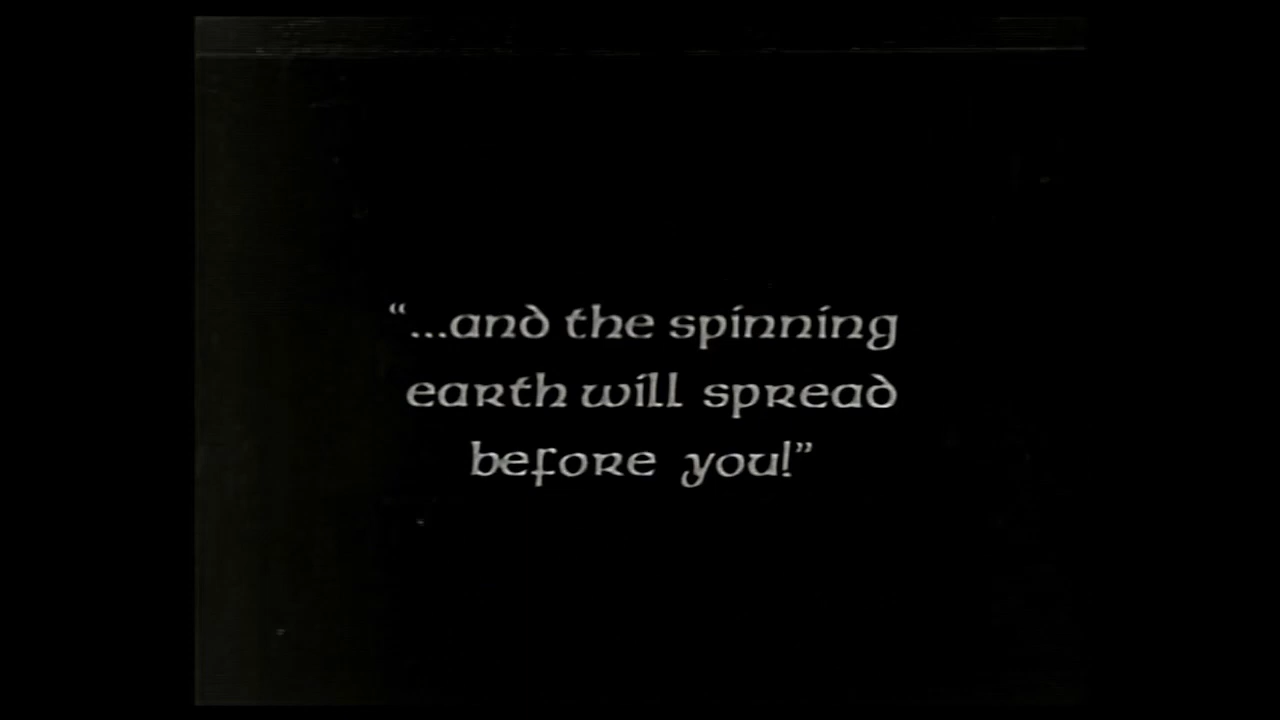 “...and the spinning
earth will spread
before you!”